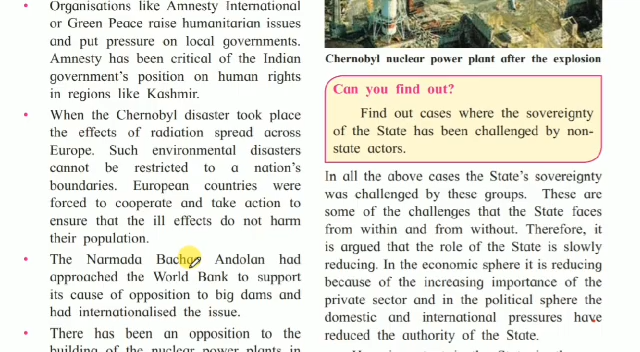 Organisations like Amnesty International
or Green Peace raise humanitarian issues
and put pressure on local governments.
Amnesty has been critical of the Indian
government's position on human rights
in regions like Kashmir.
When the Chernobyl disaster took place
the effects of radiation spread across
Europe. Such environmental disasters
cannot be restricted to a nation's
boundaries. European countries were
forced to cooperate and take action to
ensure that the ill effects do not harm
their population.
The Narmada Bachao Andolan had
approached the World Bank to support
its cause of opposition to big dams and
had internationalised the issue.
There has been an opposition to the
building of the nuclear power plants in
Chernobyl nuclear power plant after the explosion
Can you find out?
Find out cases where the sovereignty
of the State has been challenged by non-
state actors.
In all the above cases the State's sovereignty
was challenged by these groups. These are
some of the challenges that the State faces
from within and from without. Therefore, it
is argued that the role of the State is slowly
reducing. In the economic sphere it is reducing
because of the increasing importance of the
private sector and in the political sphere the
domestic and international pressures have
reduced the authority of the State.